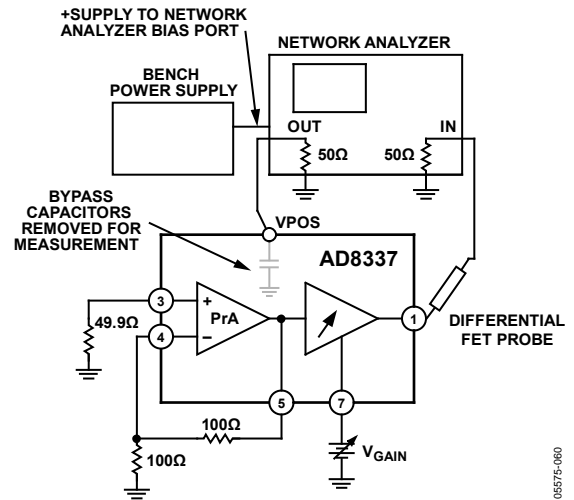 +SUPPLY TO NETWORK
ANALYZER BIAS PORT
NETWORK ANALYZER
BENCH
POWER SUPPLY
OUT
IN
50Ω
50Ω
BYPASS
CAPACITORS
REMOVED FOR
MEASUREMENT
VPOS
AD8337
3
+
PrA
49.9Ω
4
–
1
DIFFERENTIAL
FET PROBE
5
7
100Ω
VGAIN
100Ω
05575-060